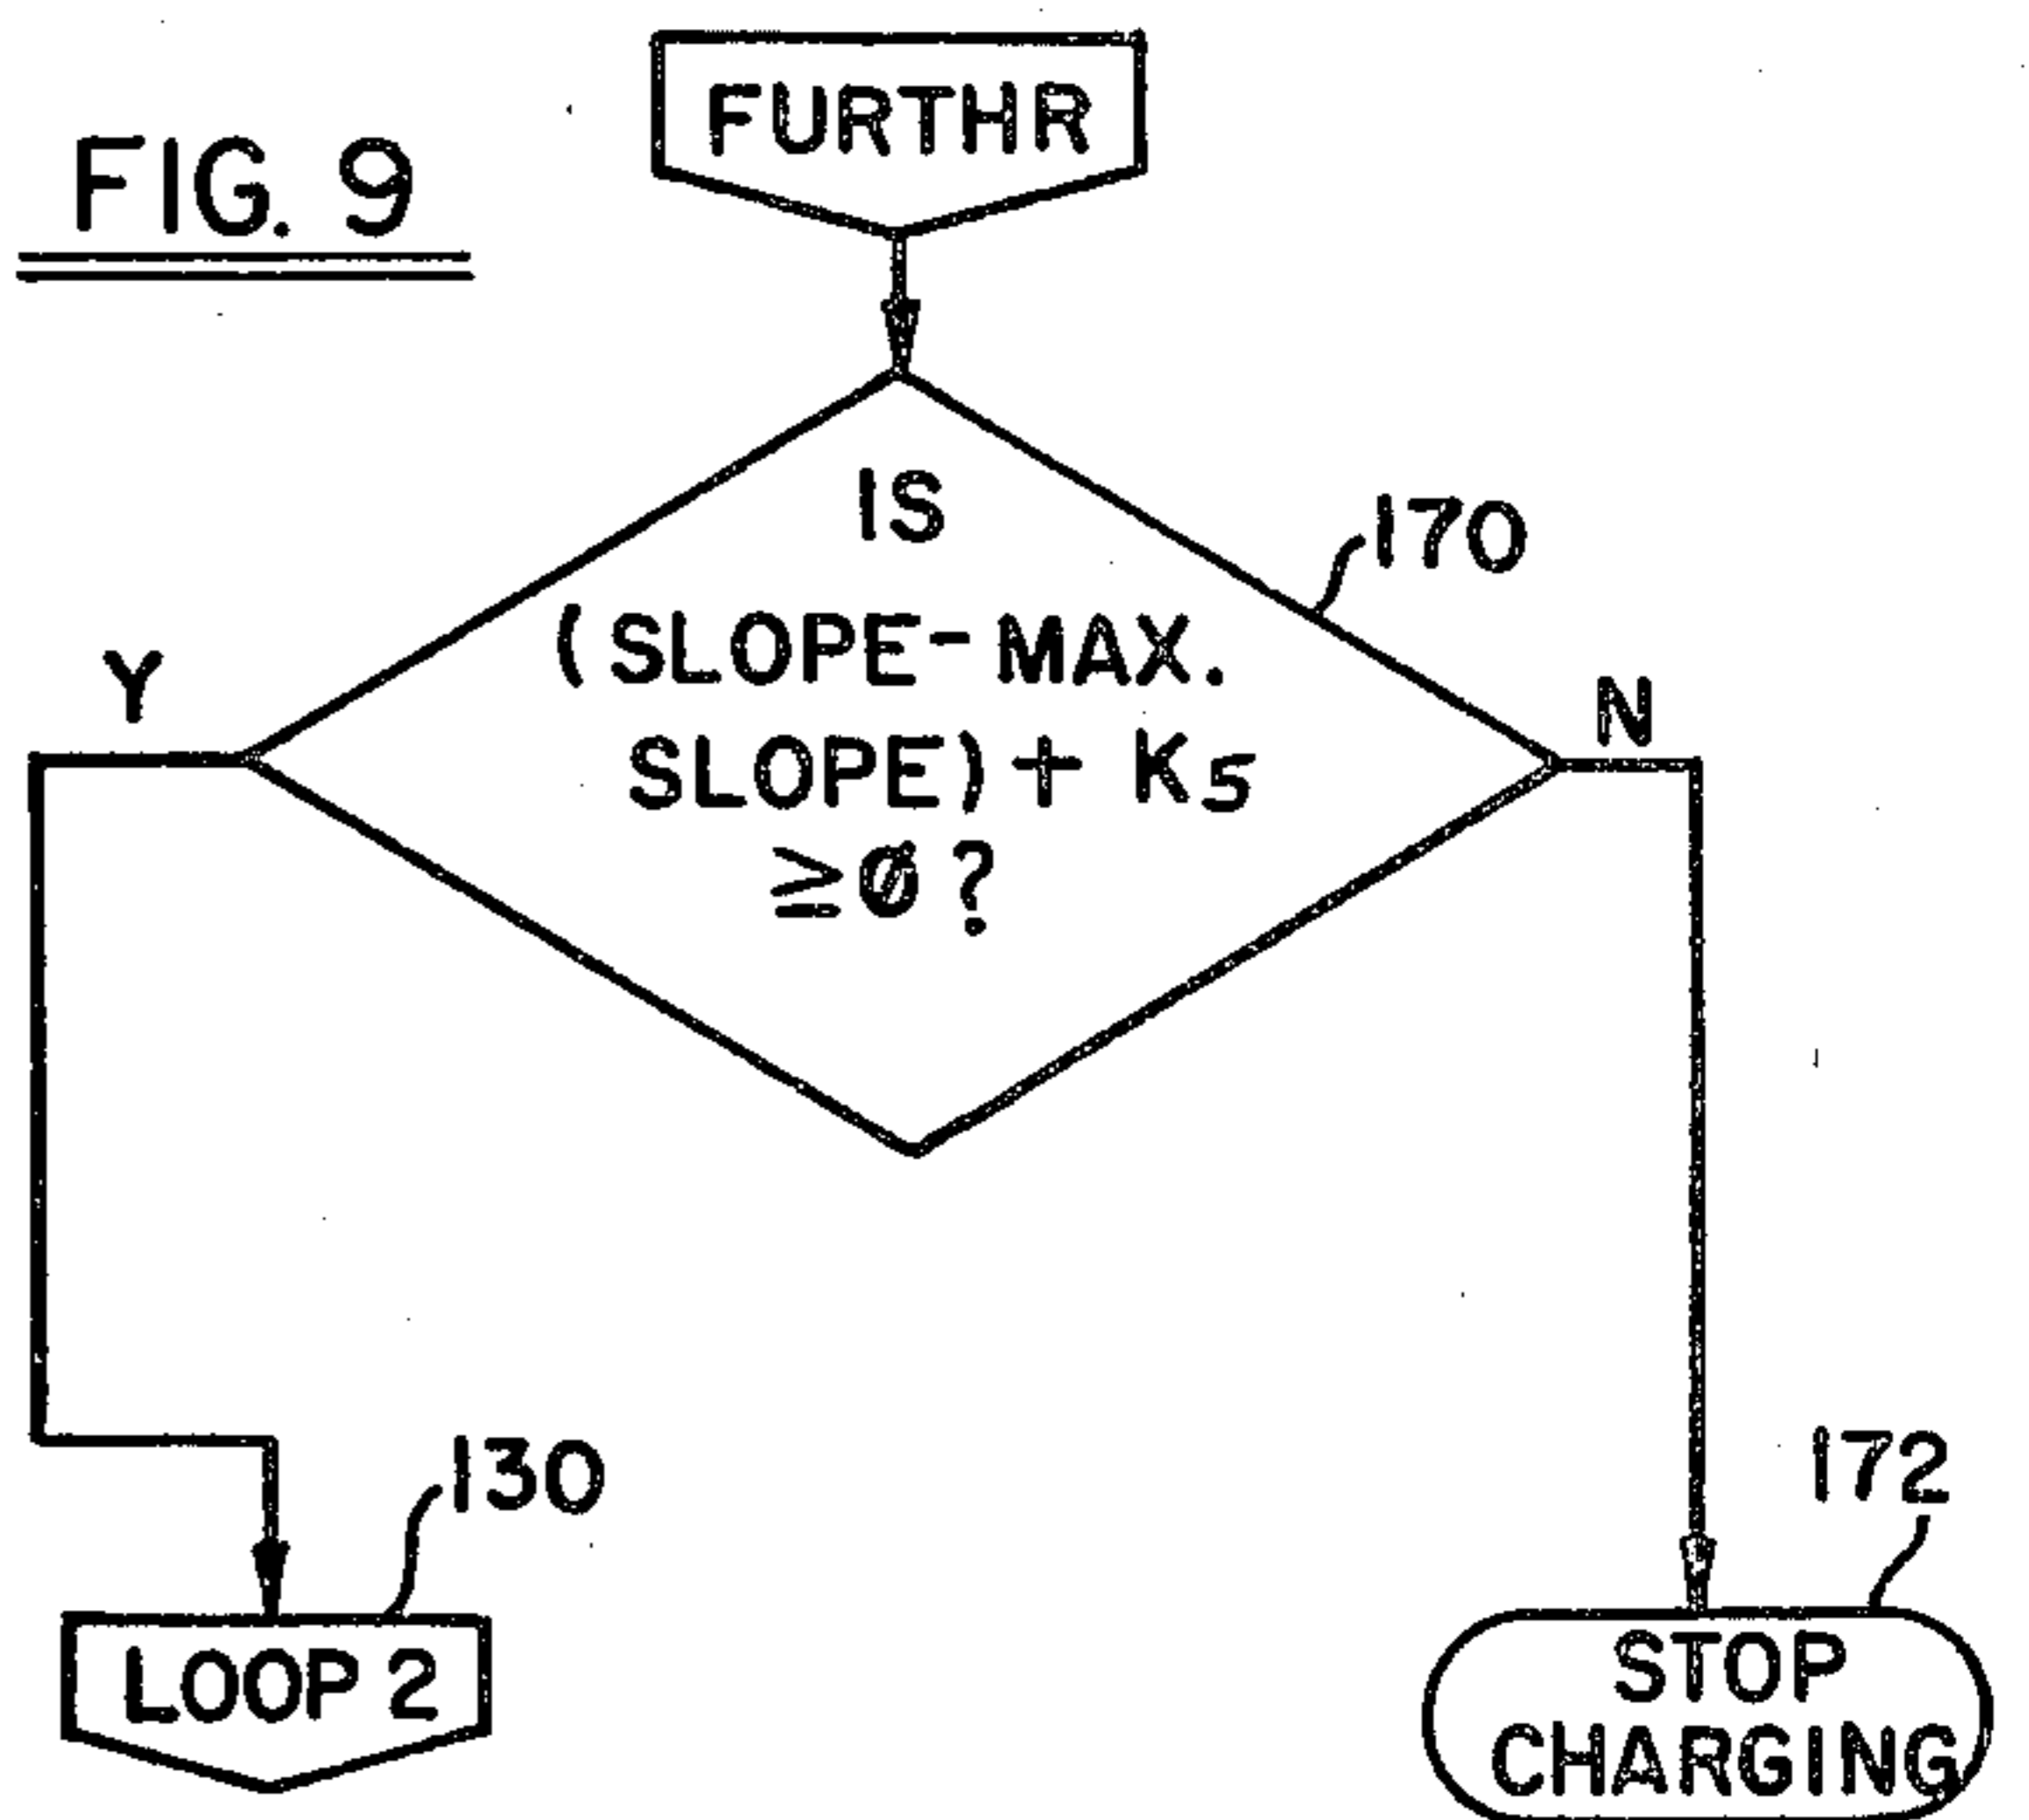 FURTHR
FIG. 9
IS
170
(SLOPE-MAX.
Y
N
SLOPE) + K5
≥Ø?
130
172
LOOP 2
STOP
CHARGING